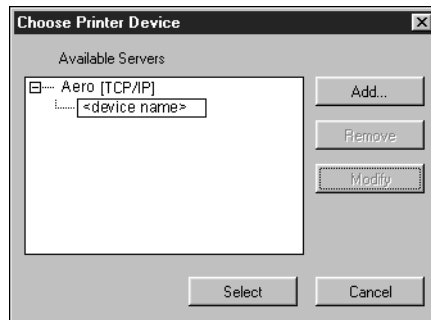 Choose Printer Device
Available Servers
Aero [TCP/IP]
<device name>
Add...
Remove
Modify
Select
Cancel